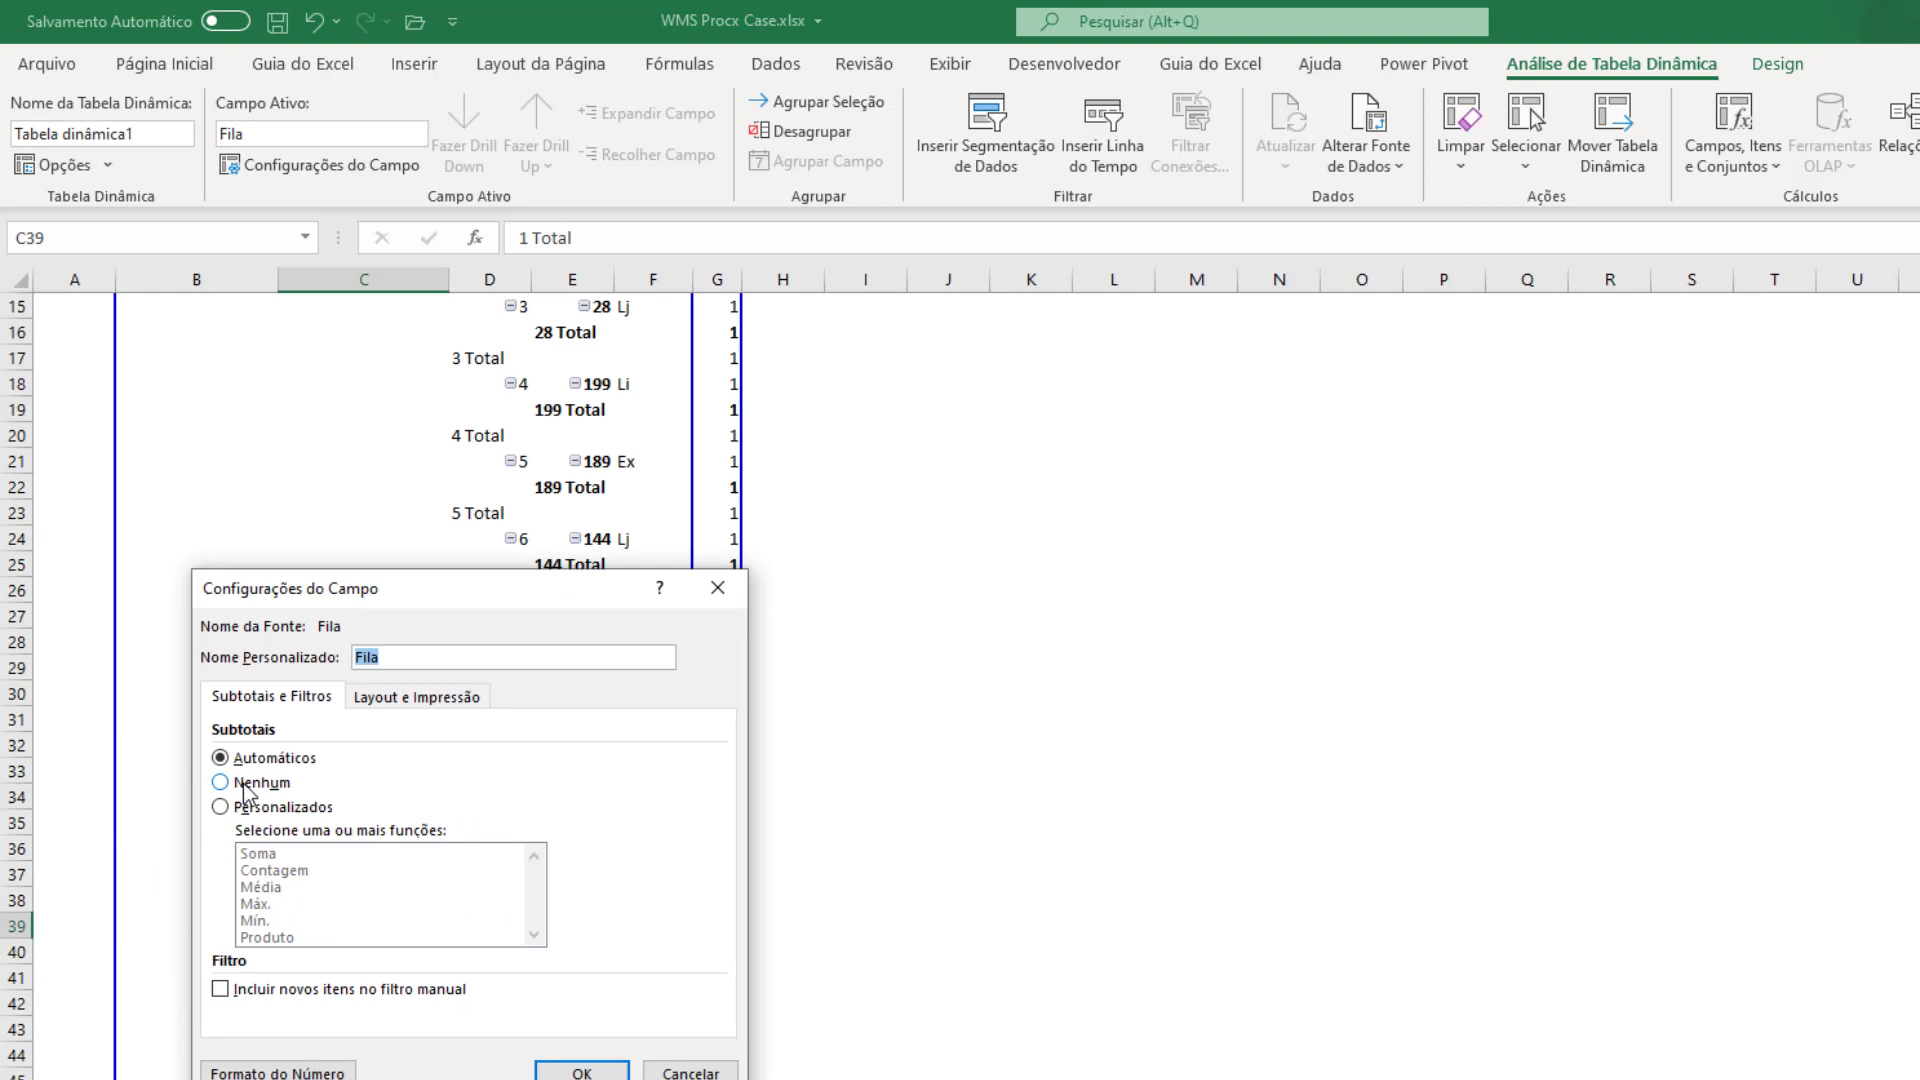 Salvamento Automático
WMS Procx Case.xlsx
Pesquisar (Alt+Q)
Arquivo Página Inicial Guia do Excel Inserir Layout da Página Fórmulas Dados Revisão Exibir Desenvolvedor Guia do Excel Ajuda Power Pivot Análise de Tabela Dinâmica Design
Nome da Tabela Dinâmica:
Tabela dinâmica1
Opções
Tabela Dinâmica
Campo Ativo:
Fila
Configurações do Campo
Fazer Drill
Down
Fazer Drill
Up
Expandir Campo
Recolher Campo
Campo Ativo
Agrupar Seleção
Desagrupar
7 Agrupar Campo
Agrupar
Inserir Segmentação
de Dados
Inserir Linha
do Tempo
Filtrar
Conexões...
Filtrar
Atualizar
Alterar Fonte
de Dados
Dados
Limpar
Selecionar
Mover Tabela
Dinâmica
Ações
Campos, Itens
e Conjuntos
Ferramentas
OLAP
Cálculos
C39 fx 1 Total
A B C D E F G H I J K L M N O P Q R S T U
15 3 28 Lj 1
16 28 Total 1
17 3 Total 1
18 4 199 Li 1
19 199 Total 1
20 4 Total 1
21 5 189 Ex 1
22 189 Total 1
23 5 Total 1
24 6 144 Lj 1
25 144 Total 1
26
27
28
29
30
31
32
33
34
35
36
37
38
39
40
41
42
43
44
Configurações do Campo ?
Nome da Fonte: Fila
Nome Personalizado: Fila
Subtotais e Filtros Layout e Impressão
Subtotais
Automáticos
Nenhum
Personalizados
Selecione uma ou mais funções:
Soma
Contagem
Média
Máx.
Mín.
Produto
Filtro
Incluir novos itens no filtro manual
Formato do Número OK Cancelar